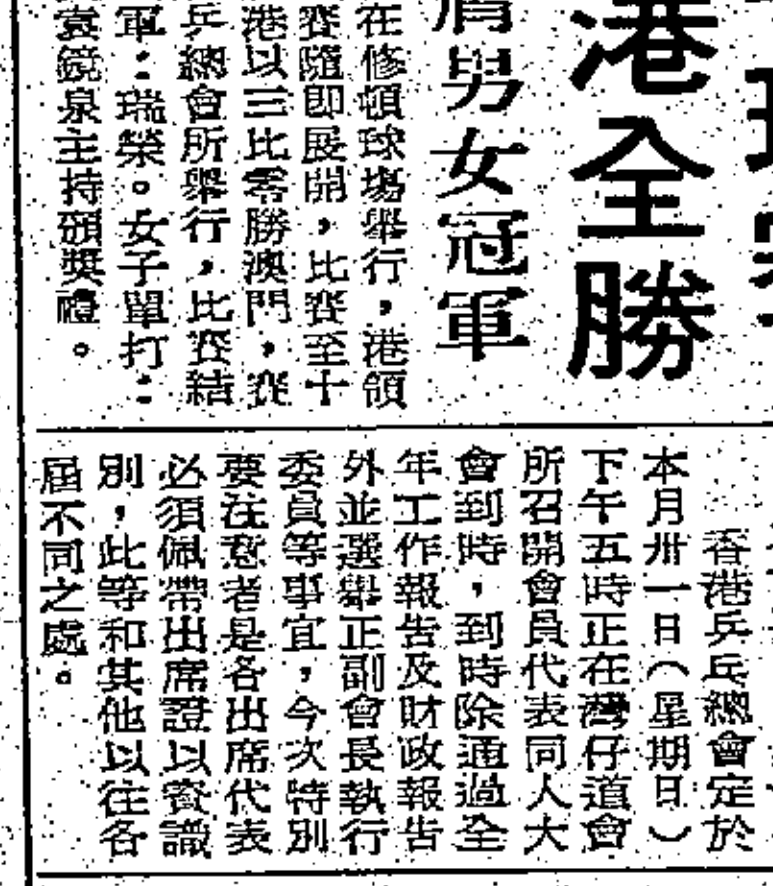 港全勝
男女冠軍
在修頓球場舉行，港領
賽隨即展開，比賽至十
港以三比零勝澳門，賽
乒總會所舉行，比賽結
軍：瑞榮。女子單打：
袁鏡泉主持頒獎禮。
香港乒乓總會定於
本月卅一日（星期日）
下午五時正在灣仔道會
所召開會員代表同人大
會到時，到時除通過全
年工作報告及財政報告
外並選舉正副會長執行
委員等事宜，今次特別
要注意者是各出席代表
必須佩帶出席證以資識
別，此等和其他以往各
屆不同之處。